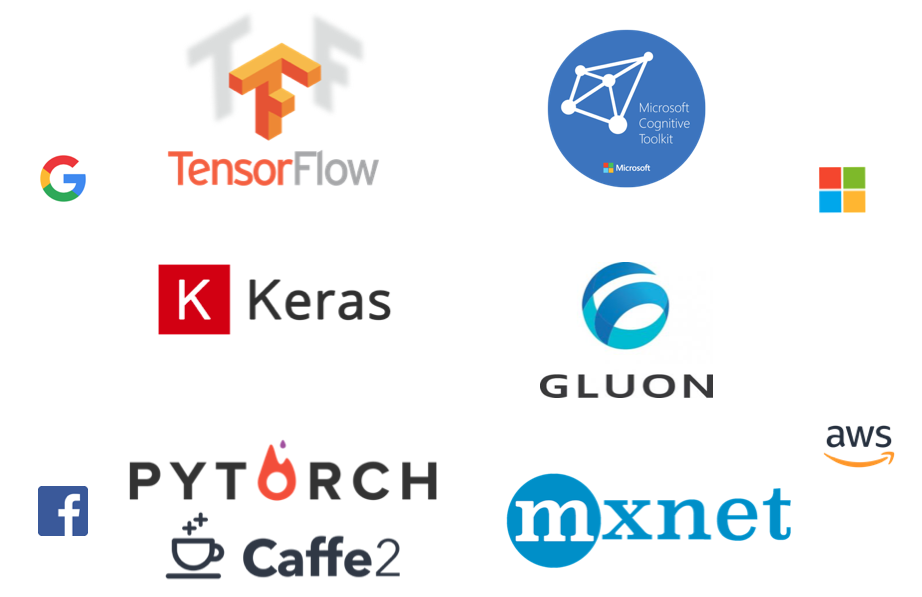 TensorFlow
Microsoft
Cognitive
Toolkit
Microsoft
K Keras
GLUON
aws
PYTORCH
mxnet
Caffe2